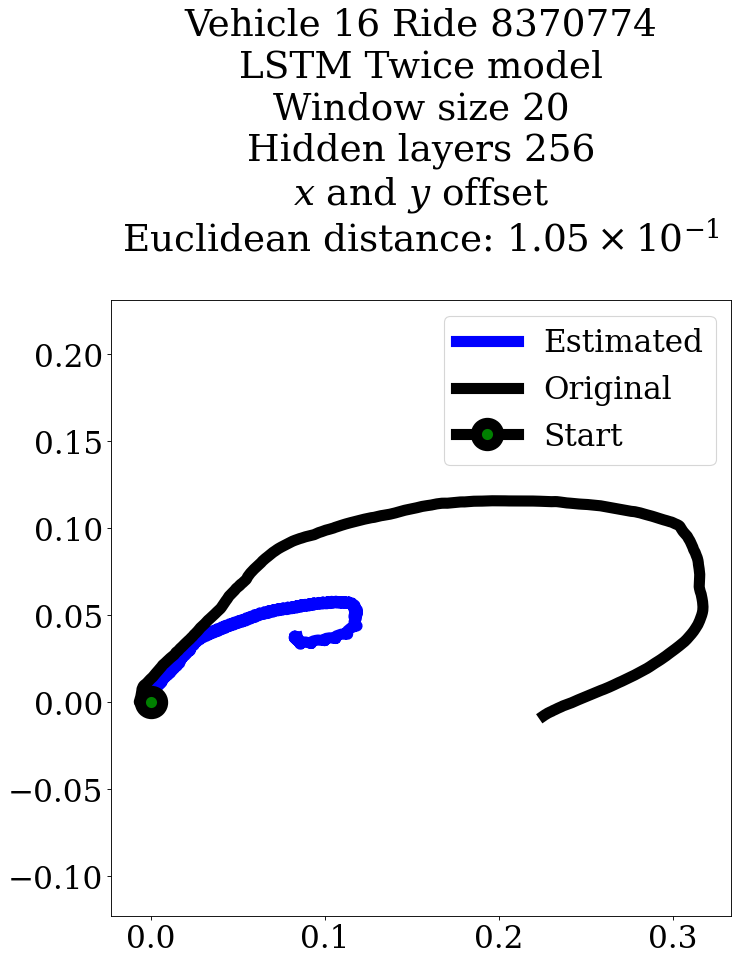 Vehicle 16 Ride 8370774
LSTM Twice model
Window size 20
Hidden layers 256
x and y offset
Euclidean distance: 1.05 × 10⁻¹
Estimated
Original
Start
0.20
0.15
0.10
0.05
0.00
−0.05
−0.10
0.0 0.1 0.2 0.3